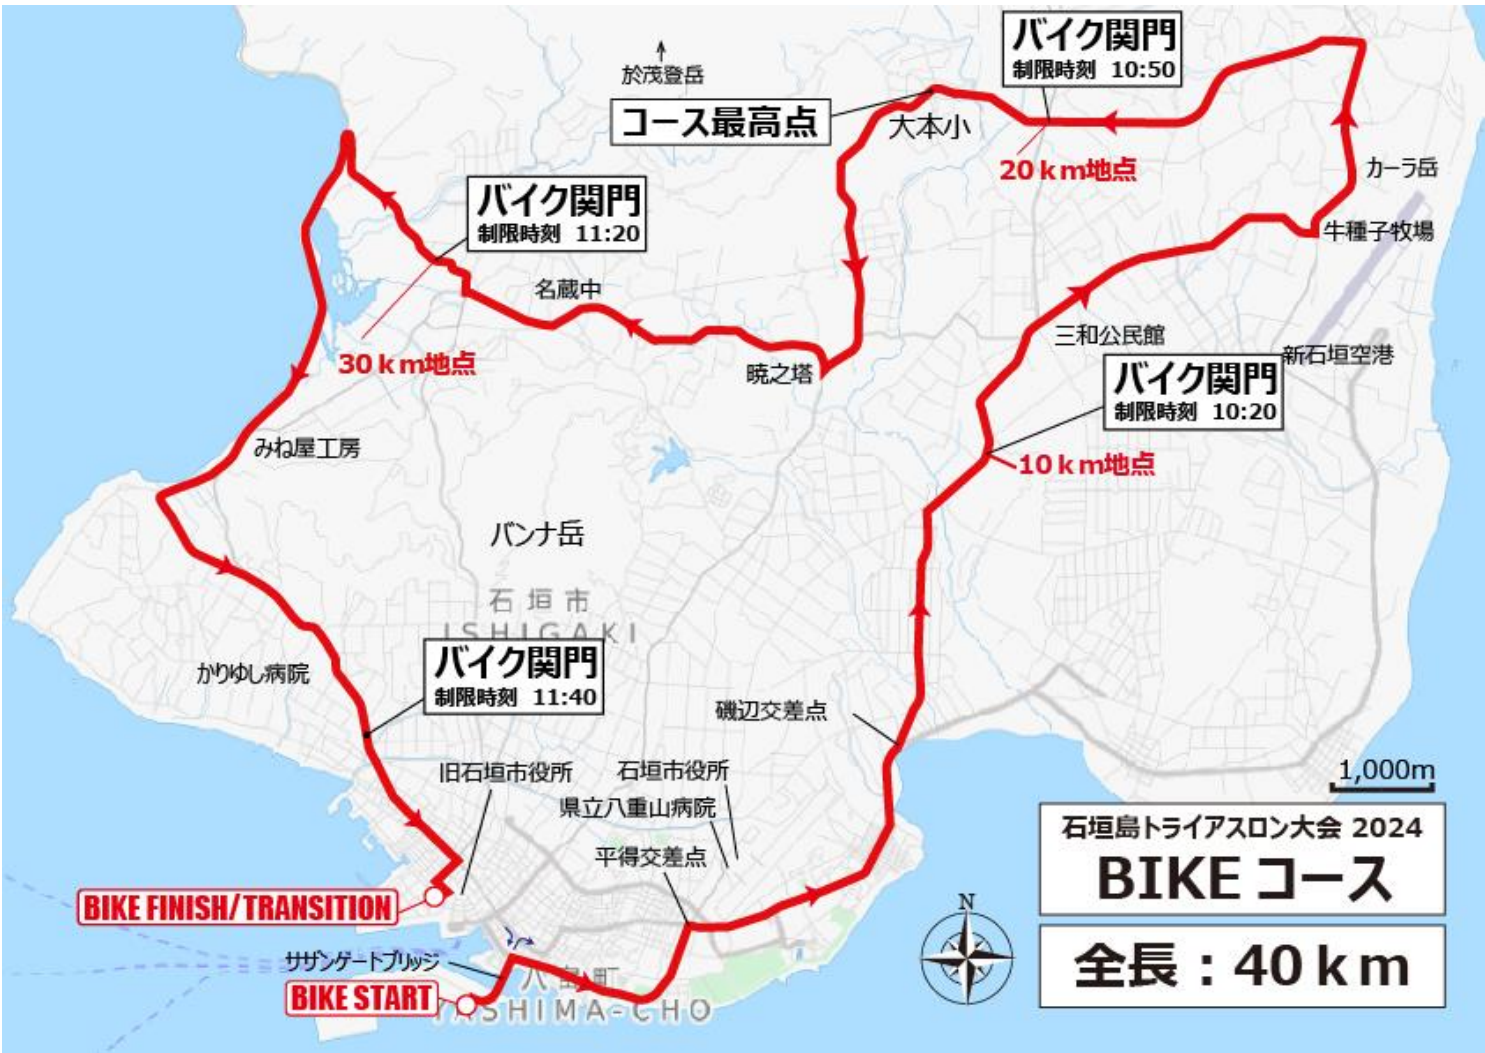 バイク関門
制限時刻 10:50
於茂登岳
コース最高点
大本小
20km地点
カーラ岳
バイク関門
制限時刻 11:20
牛種子牧場
名蔵中
三和公民館
30km地点
暁之塔
新石垣空港
バイク関門
制限時刻 10:20
みね屋工房
10km地点
バンナ岳
石垣市
ISHIGAKI
バイク関門
制限時刻 11:40
かりゆし病院
磯辺交差点
旧石垣市役所
石垣市役所
1,000m
県立八重山病院
石垣島トライアスロン大会 2024
BIKE コース
平得交差点
BIKE FINISH/TRANSITION
N
サザンゲートブリッジ
全長：40km
八島町
BIKE START
YASHIMA-CHO